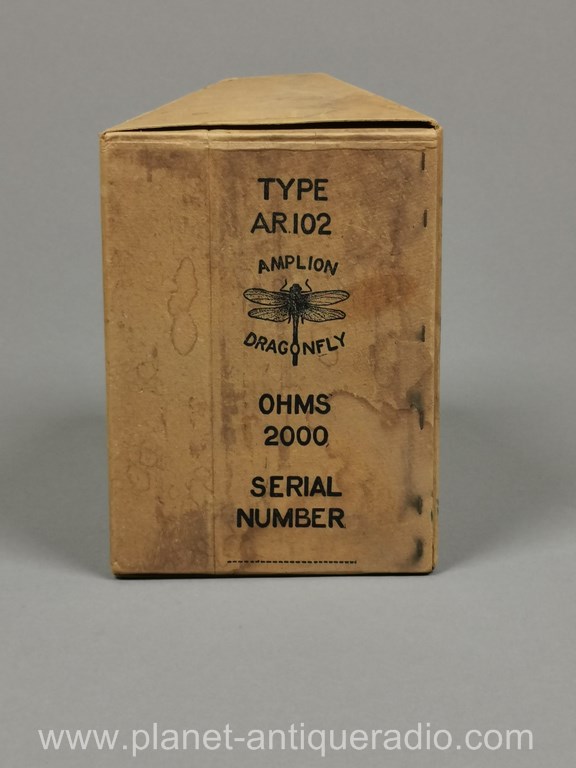 TYPE
AR.102
AMPLION
DRAGONFLY
OHMS
2000
SERIAL
NUMBER
www.planet-antiqueradio.com